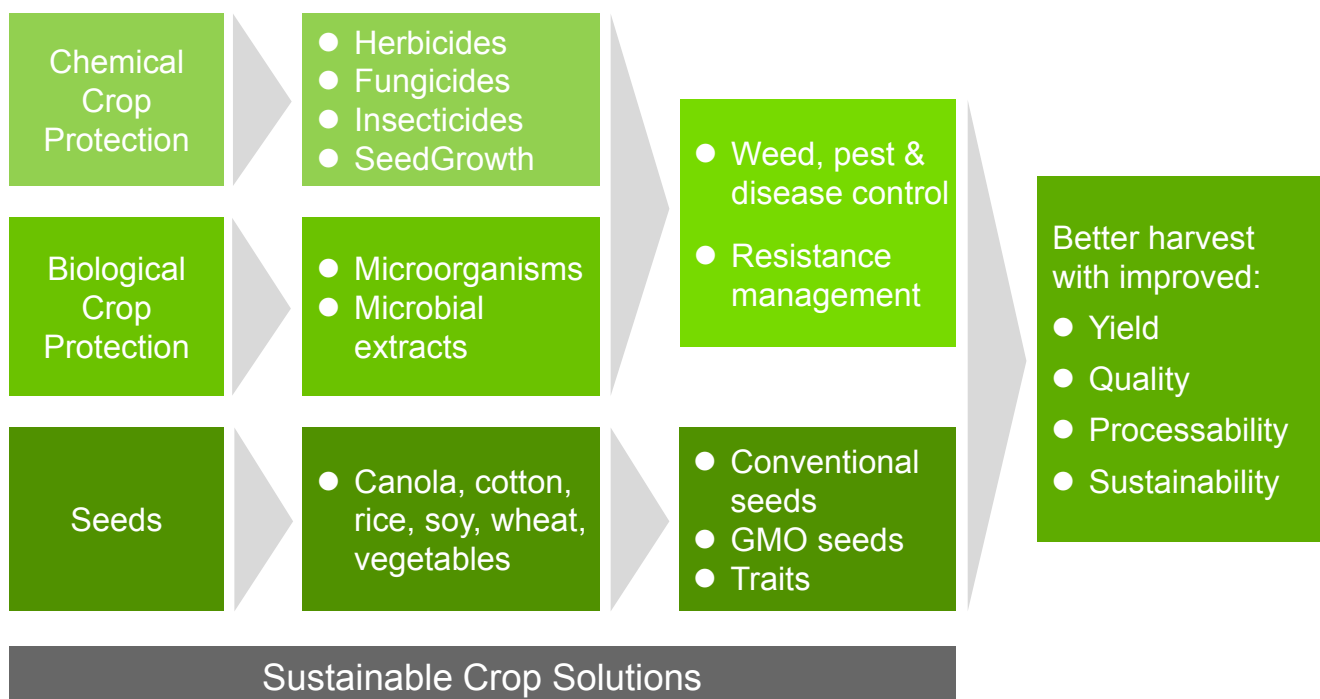 Chemical
Crop
Protection
● Herbicides
● Fungicides
● Insecticides
● SeedGrowth
Biological
Crop
Protection
● Microorganisms
● Microbial
extracts
● Weed, pest &
disease control
● Resistance
management
Seeds
● Canola, cotton,
rice, soy, wheat,
vegetables
● Conventional
seeds
● GMO seeds
● Traits
Better harvest
with improved:
● Yield
● Quality
● Processability
● Sustainability
Sustainable Crop Solutions